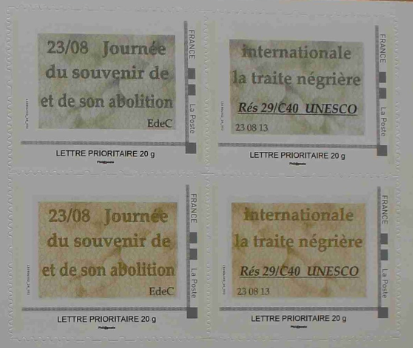 23/08 Journée
du souvenir de
et de son abolition
EdeC
FRANCE
La Poste
LETTRE PRIORITAIRE 20 g
internationale
la traite négrière
Rés 29/C40 UNESCO
23 08 13
FRANCE
La Poste
LETTRE PRIORITAIRE 20 g
23/08 Journée
du souvenir de
et de son abolition
EdeC
FRANCE
La Poste
LETTRE PRIORITAIRE 20 g
internationale
la traite négrière
Rés 29/C40 UNESCO
23 08 13
FRANCE
La Poste
LETTRE PRIORITAIRE 20 g